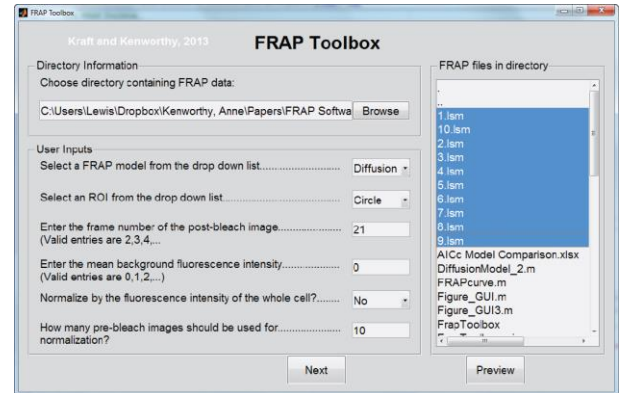 FRAP Toolbox
Kraft and Kenworthy, 2013
FRAP Toolbox
Directory Information
Choose directory containing FRAP data:
C:\Users\Lewis\Dropbox\Kenworthy, Anne\Papers\FRAP Softwa
Browse
User Inputs
Select a FRAP model from the drop down list..........................
Diffusion
Select an ROI from the drop down list......................................
Circle
Enter the frame number of the post-bleach image.....................
(Valid entries are 2,3,4,...
21
Enter the mean background fluorescence intensity...................
(Valid entries are 0,1,2,...)
0
Normalize by the fluorescence intensity of the whole cell?........
No
How many pre-bleach images should be used for.....................
normalization?
10
Next
FRAP files in directory
.
..
1.lsm
10.lsm
2.lsm
3.lsm
4.lsm
5.lsm
6.lsm
7.lsm
8.lsm
9.lsm
AICc Model Comparison.xlsx
DiffusionModel_2.m
FRAPcurve.m
Figure_GUI.m
Figure_GUI3.m
FrapToolbox
Preview